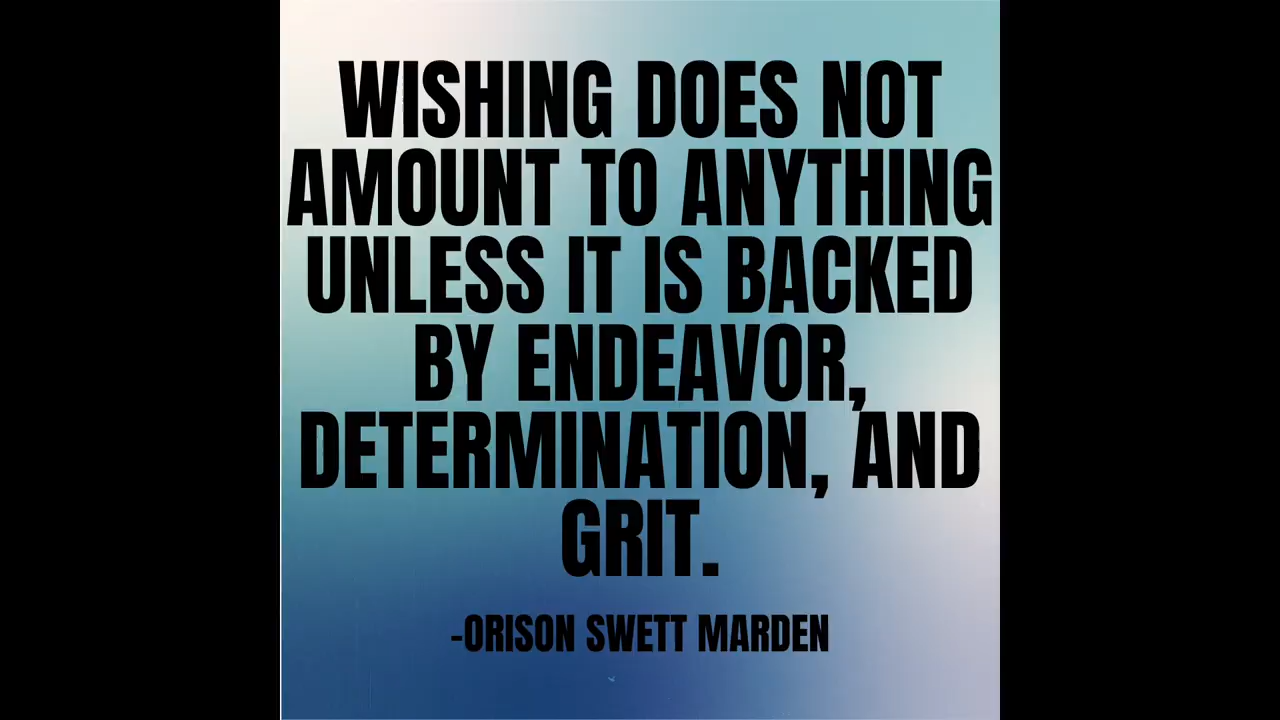 WISHING DOES NOT
AMOUNT TO ANYTHING
UNLESS IT IS BACKED
BY ENDEAVOR,
DETERMINATION, AND
GRIT.
-ORISON SWETT MARDEN